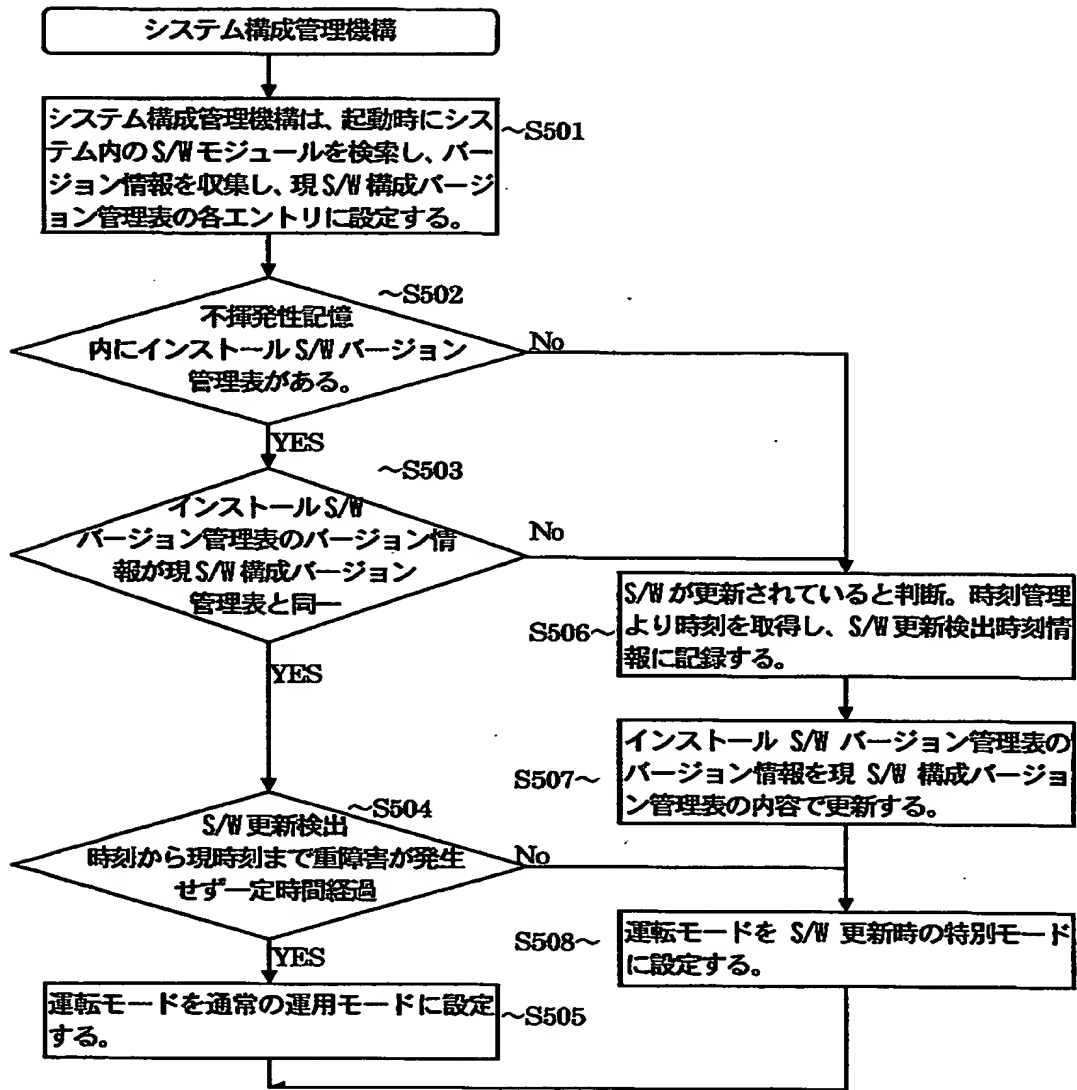 システム構成管理機構
システム構成管理機構は、起動時にシス
テム内のS/Wモジュールを検索し、バー
ジョン情報を収集し、現S/W構成バージ
ョン管理表の各エントリに設定する。
～S501
～S502
不揮発性記憶
内にインストールS/Wバージョン
管理表がある。
No
YES
～S503
インストールS/W
バージョン管理表のバージョン情
報が現S/W構成バージョン
管理表と同一
No
YES
S/Wが更新されていると判断。時刻管理
より時刻を取得し、S/W更新検出時刻情
報に記録する。
S506～
インストール S/W バージョン管理表の
バージョン情報を現 S/W 構成バージョ
ン管理表の内容で更新する。
S507～
～S504
S/W更新検出
時刻から現時刻まで重障害が発生
せず一定時間経過
No
YES
運転モードを S/W 更新時の特別モード
に設定する。
S508～
運転モードを通常の運用モードに設定
する。
～S505